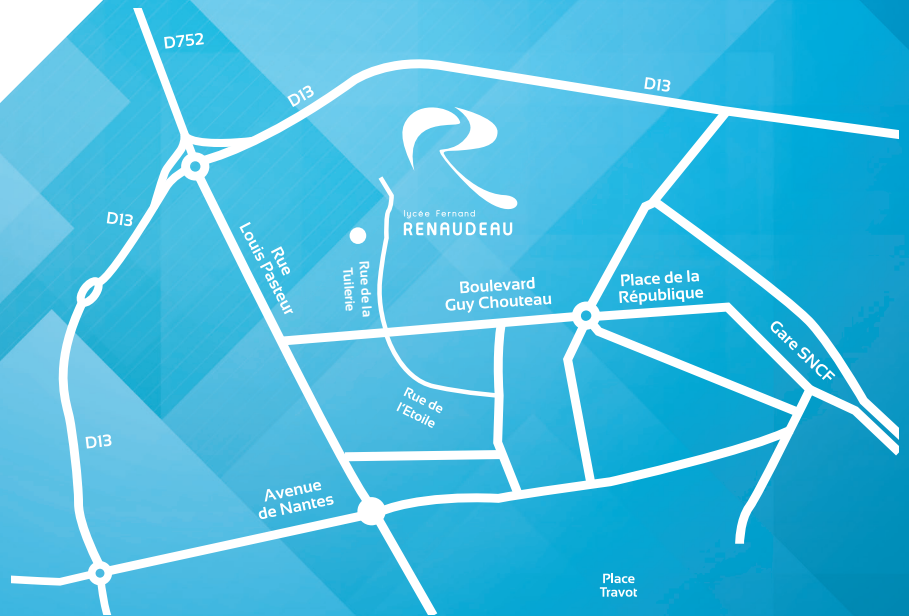 D752
D13
D13
lycée Fernand
RENAUDEAU
D13
Rue
Louis Pasteur
Rue de la
Tuilerie
Boulevard
Guy Chouteau
Place de la
République
Gare SNCF
Rue de
l'Etoile
D13
Avenue
de Nantes
Place
Travot